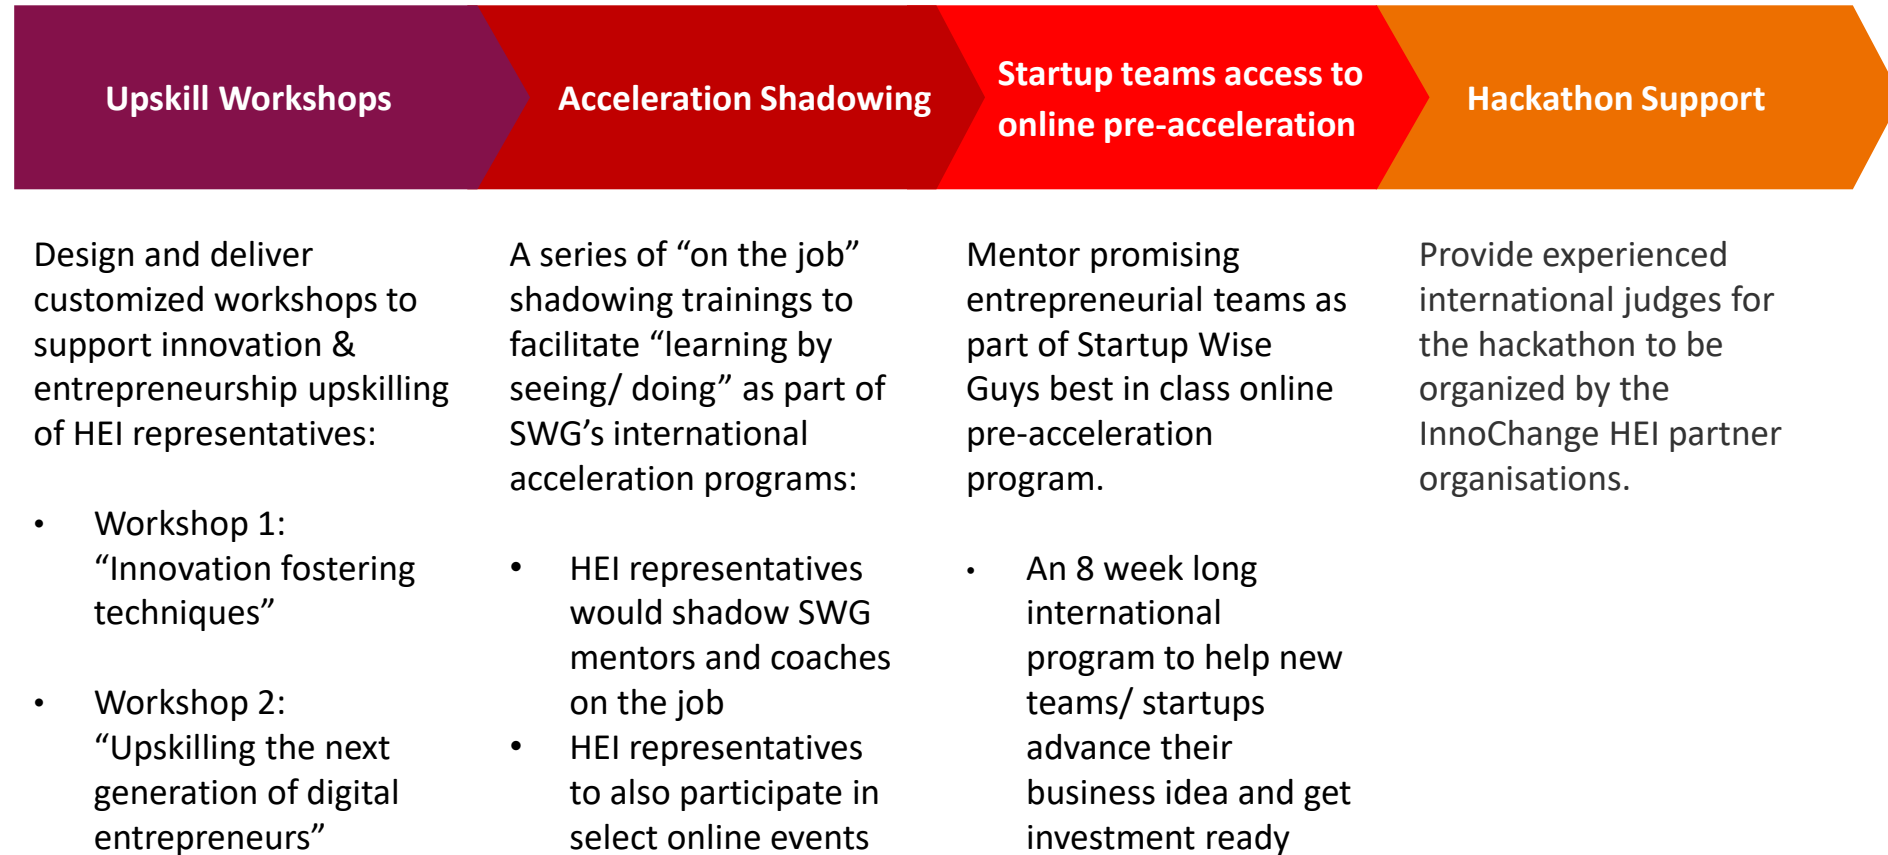 Upskill Workshops
Acceleration Shadowing
Startup teams access to
online pre-acceleration
Hackathon Support
Design and deliver
customized workshops to
support innovation &
entrepreneurship upskilling
of HEI representatives:
• Workshop 1:
“Innovation fostering
techniques”
• Workshop 2:
“Upskilling the next
generation of digital
entrepreneurs”
A series of “on the job”
shadowing trainings to
facilitate “learning by
seeing/ doing” as part of
SWG’s international
acceleration programs:
• HEI representatives
would shadow SWG
mentors and coaches
on the job
• HEI representatives
to also participate in
select online events
Mentor promising
entrepreneurial teams as
part of Startup Wise
Guys best in class online
pre-acceleration
program.
• An 8 week long
international
program to help new
teams/ startups
advance their
business idea and get
investment ready
Provide experienced
international judges for
the hackathon to be
organized by the
InnoChange HEI partner
organisations.